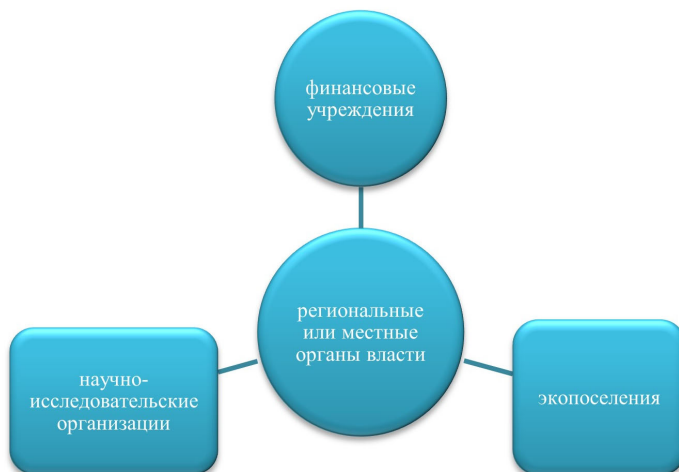 финансовые
учреждения
региональные
или местные
органы власти
научно-
исследовательские
организации
экопоселения